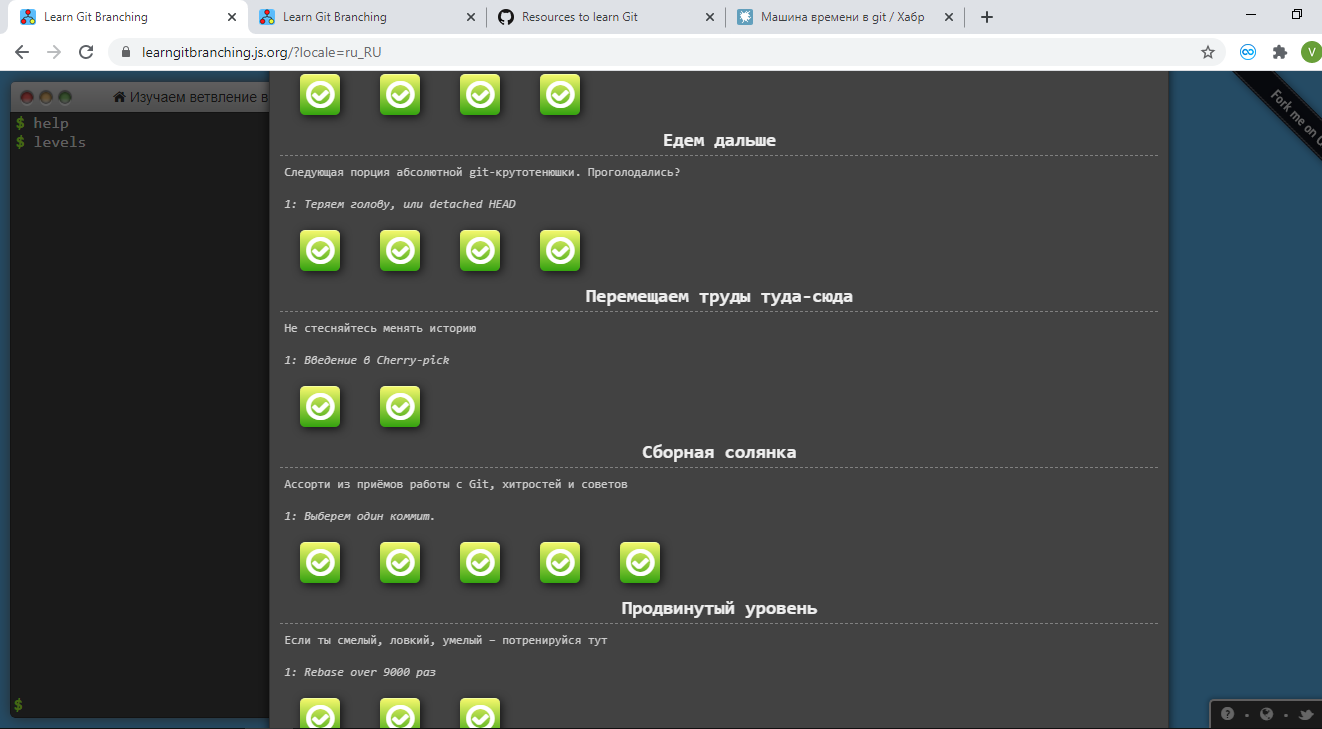 Learn Git Branching
Learn Git Branching
Resources to learn Git
Машина времени в git / Хабр
learngitbranching.js.org/?locale=ru_RU
V
Изучаем ветвление в
$ help
$ levels
$
Fork me on G
Едем дальше
Следующая порция абсолютной git-крутотенюшки. Проголодались?
1: Теряем голову, или detached HEAD
Перемещаем труды туда-сюда
Не стесняйтесь менять историю
1: Введение в Cherry-pick
Сборная солянка
Ассорти из приёмов работы с Git, хитростей и советов
1: Выберем один коммит.
Продвинутый уровень
Если ты смелый, ловкий, умелый – потренируйся тут
1: Rebase over 9000 раз